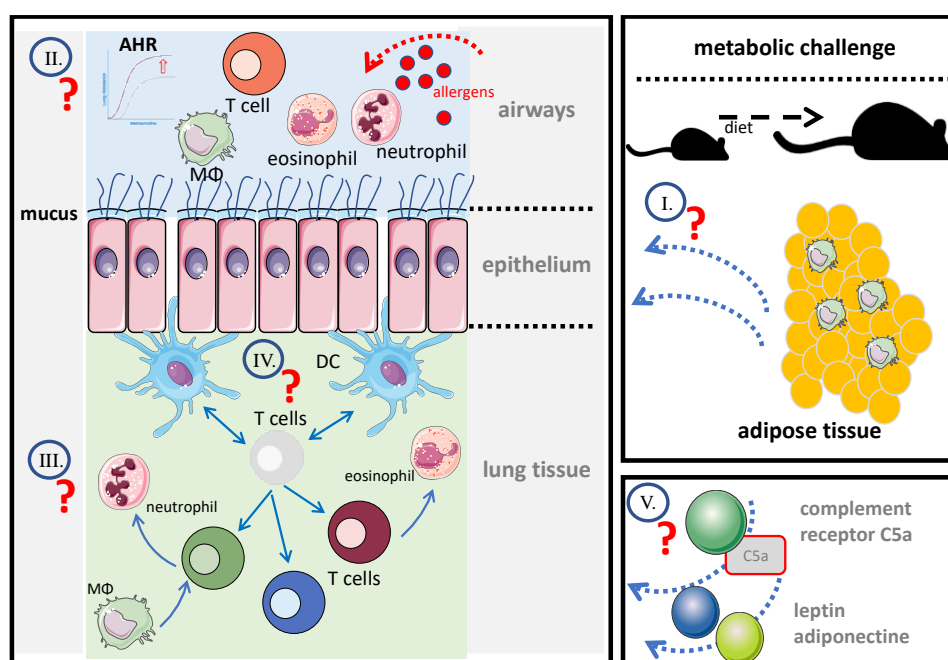 II.
?
AHR
T cell
allergens
airways
eosinophil
neutrophil
MΦ
mucus
epithelium
IV.
?
DC
T cells
III.
?
neutrophil
eosinophil
lung tissue
T cells
MΦ
metabolic challenge
diet
I.
?
adipose tissue
V.
?
complement
receptor C5a
C5a
leptin
adiponectine